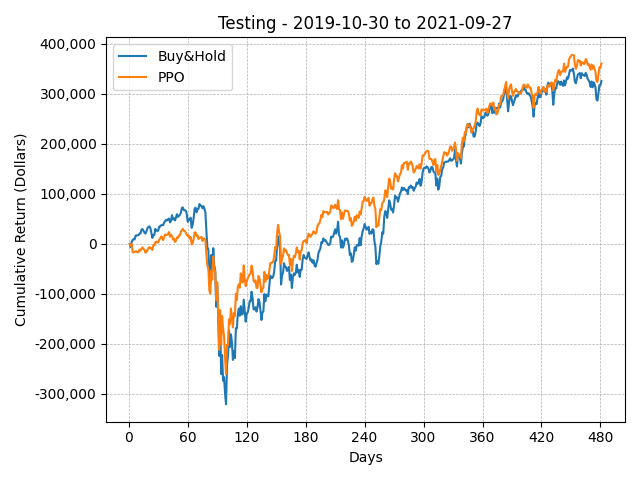 Testing - 2019-10-30 to 2021-09-27
Buy&Hold
PPO
Cumulative Return (Dollars)
400,000
300,000
200,000
100,000
0
-100,000
-200,000
-300,000
0 60 120 180 240 300 360 420 480
Days